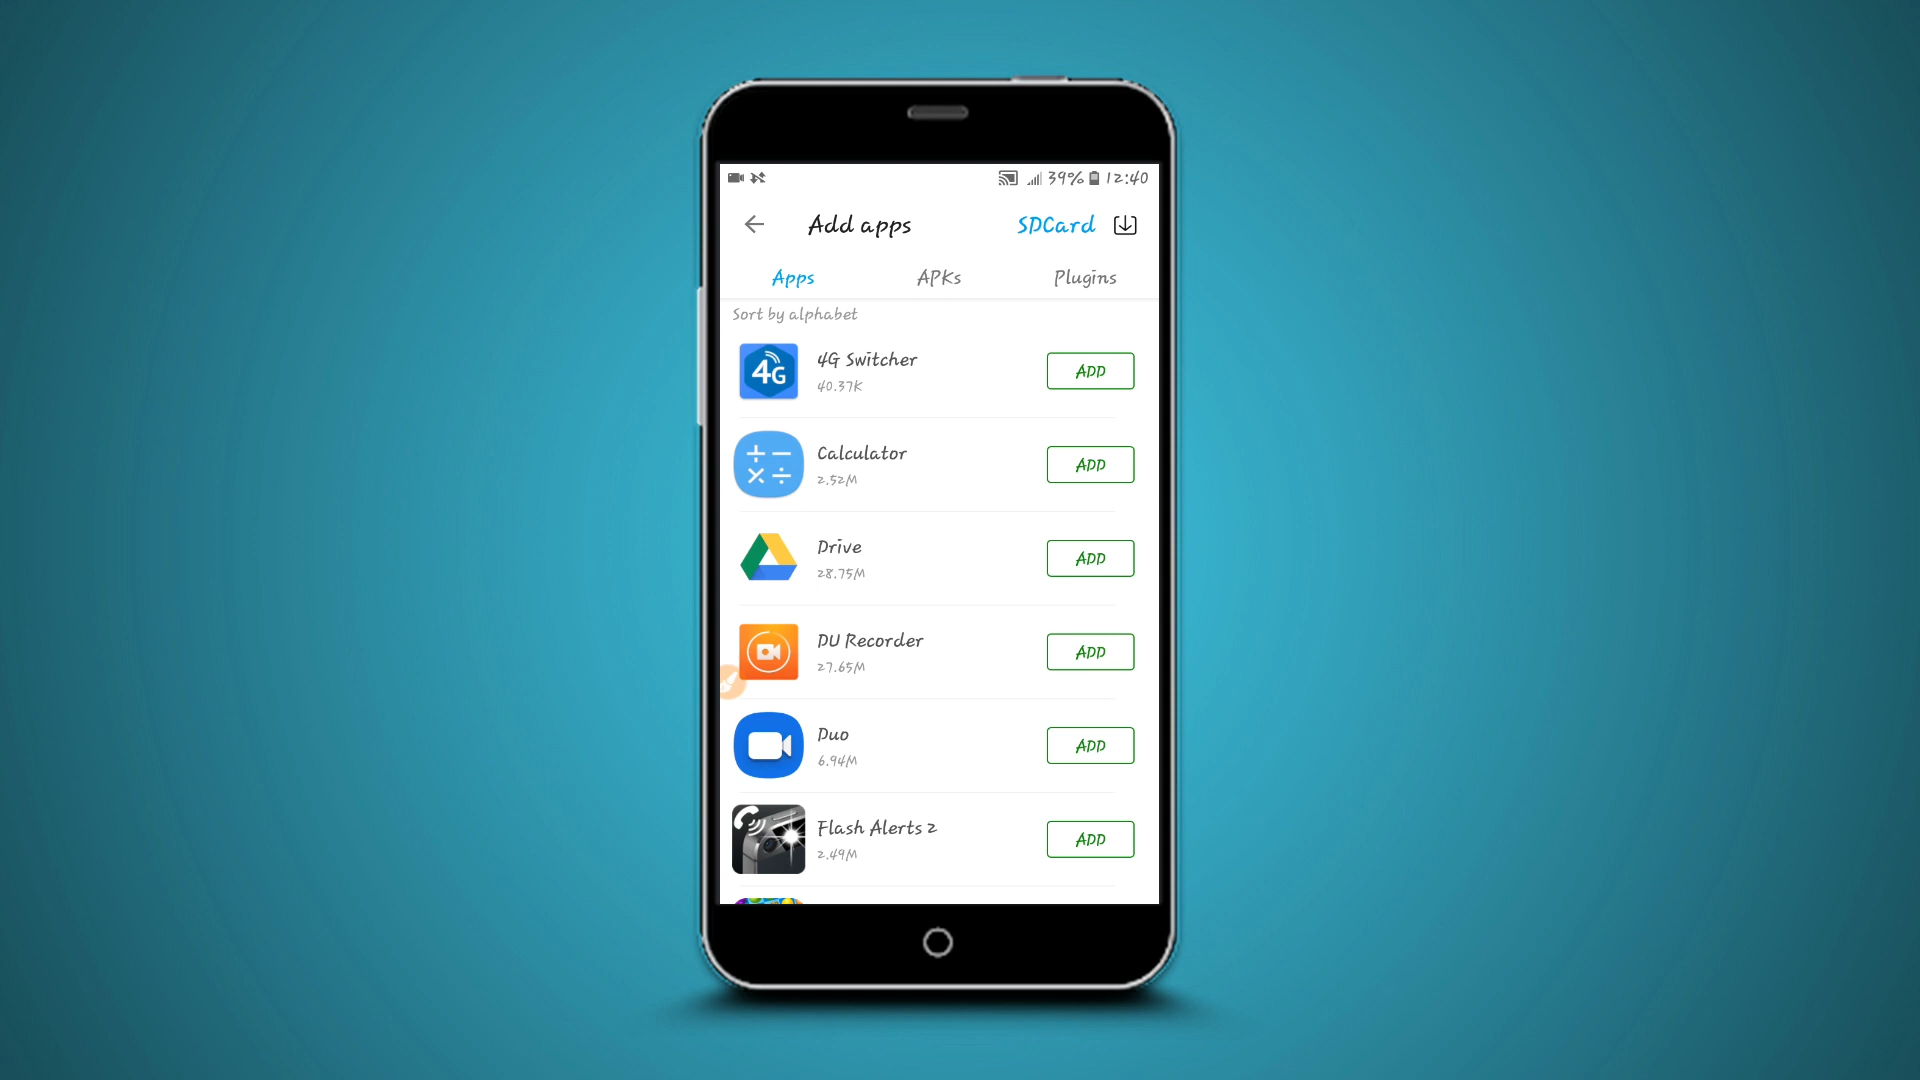 39% 12:40
Add apps SDCard
Apps APKs Plugins
Sort by alphabet
4G
4G Switcher
40.37K
ADD
Calculator
2.52M
ADD
Drive
28.75M
ADD
DU Recorder
27.65M
ADD
Duo
6.94M
ADD
Flash Alerts 2
2.49M
ADD